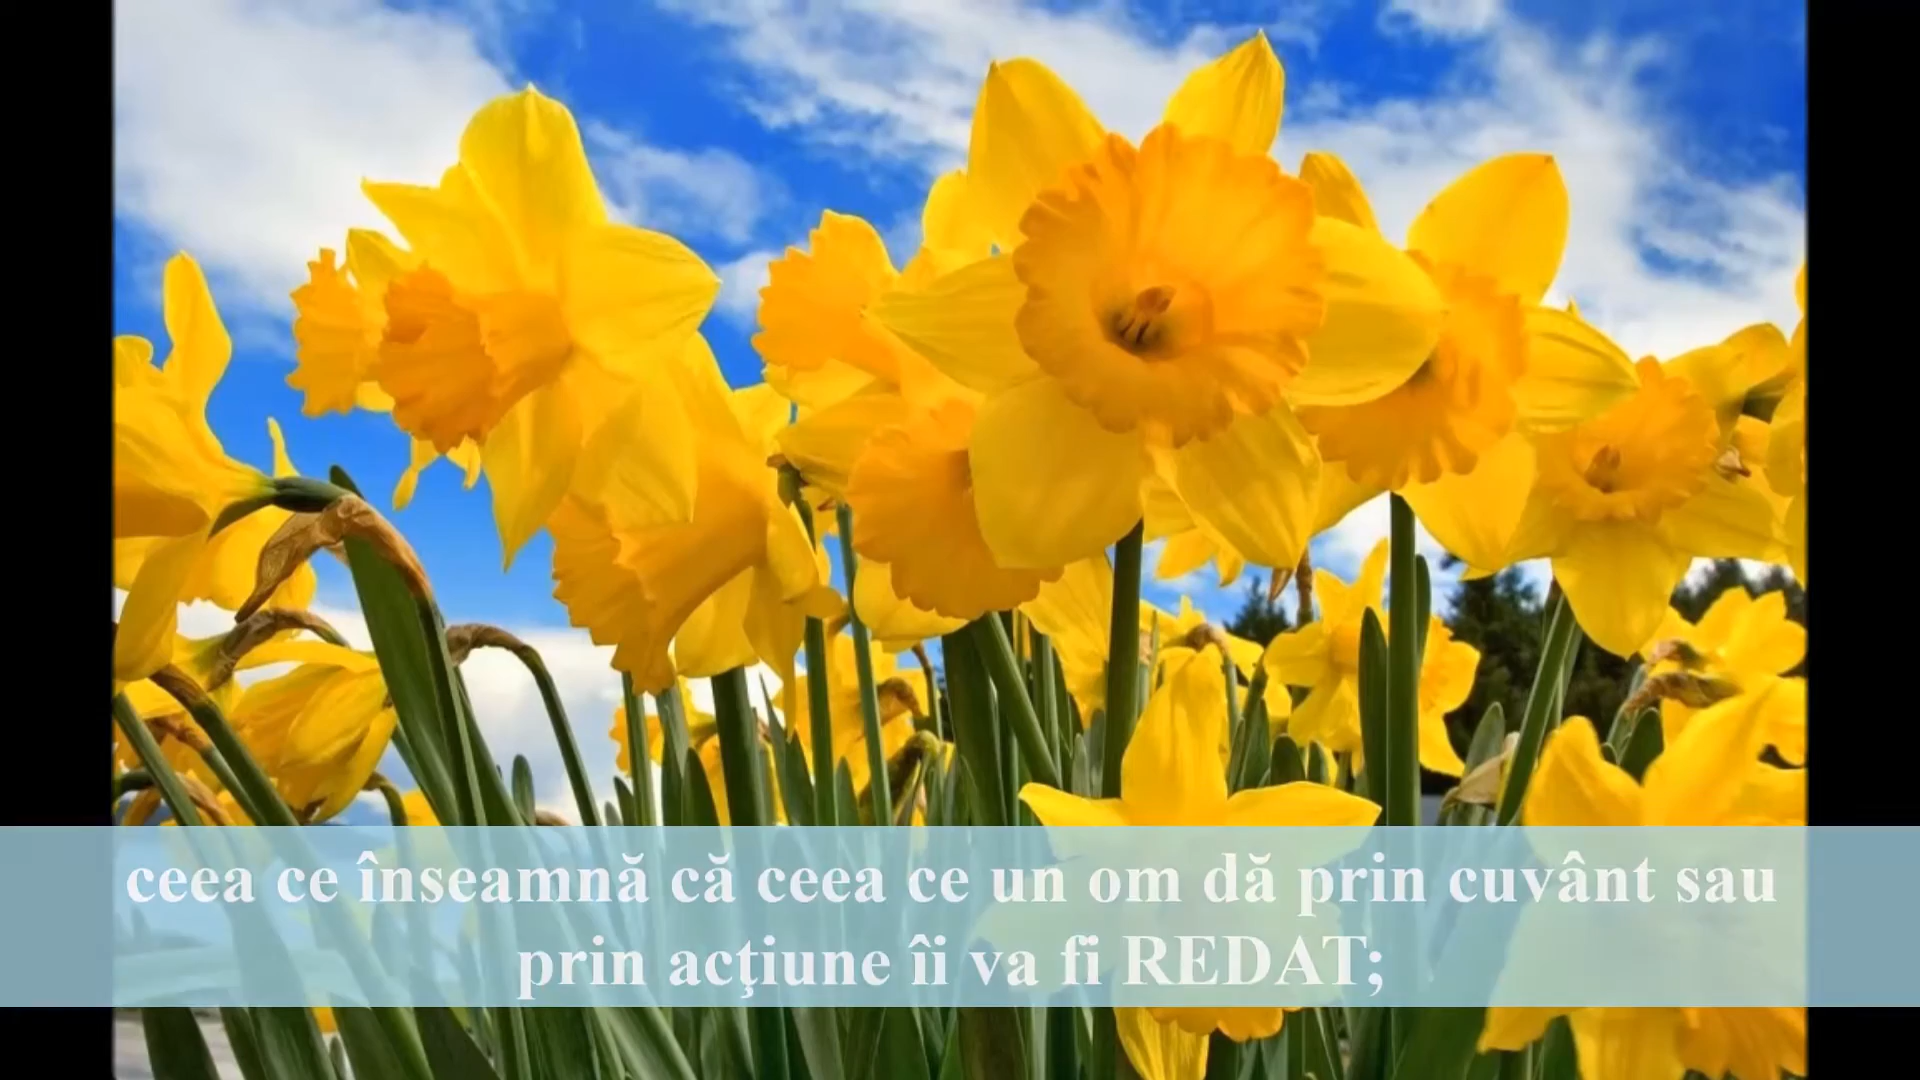 ceea ce înseamnă că ceea ce un om dă prin cuvânt sau
prin acţiune îi va fi REDAT;